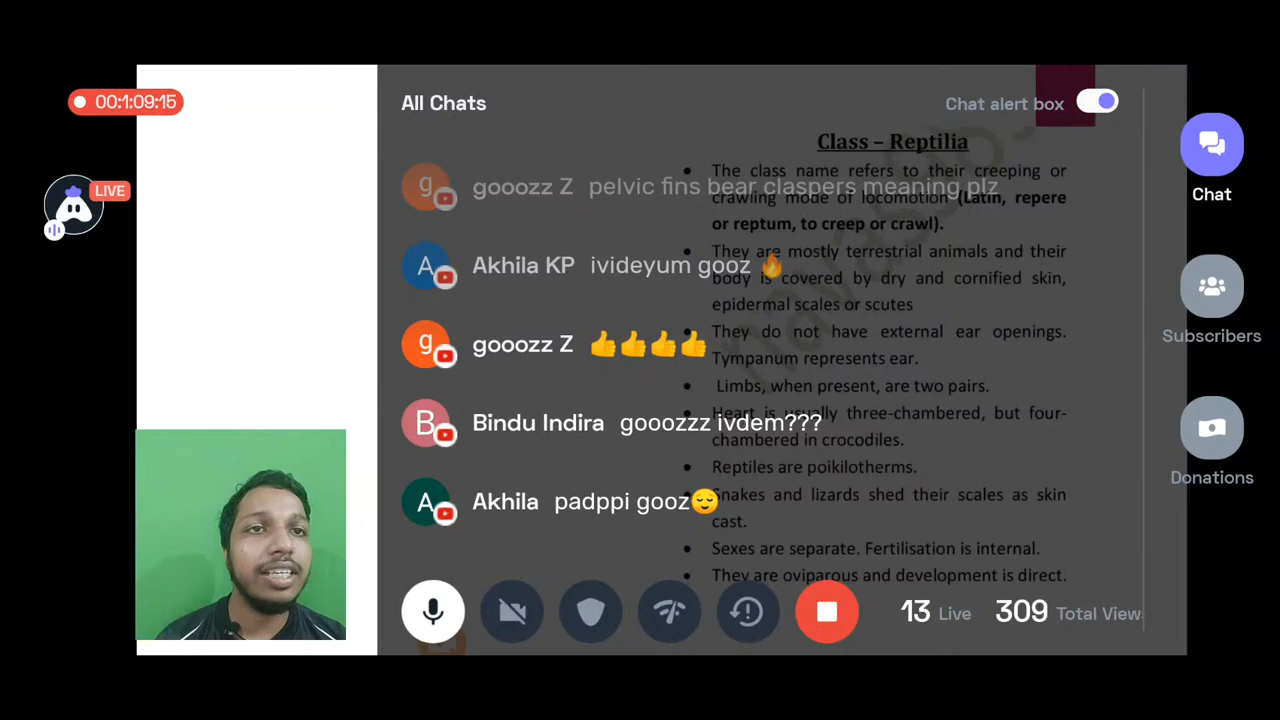 00:1:09:15
LIVE
All Chats
Chat alert box
g
gooozz Z pelvic fins bear claspers meaning plz
A
Akhila KP ivideyum gooz 🔥
g
gooozz Z 👍👍👍👍
B
Bindu Indira gooozzz ivdem???
A
Akhila padppi gooz😌
Class – Reptilia
• The class name refers to their creeping or
crawling mode of locomotion (Latin, repere
or reptum, to creep or crawl).
• They are mostly terrestrial animals and their
body is covered by dry and cornified skin,
epidermal scales or scutes
• They do not have external ear openings.
Tympanum represents ear.
• Limbs, when present, are two pairs.
• Heart is usually three-chambered, but four-
chambered in crocodiles.
• Reptiles are poikilotherms.
• Snakes and lizards shed their scales as skin
cast.
• Sexes are separate. Fertilisation is internal.
• They are oviparous and development is direct.
13 Live 309 Total View
Chat
Subscribers
Donations